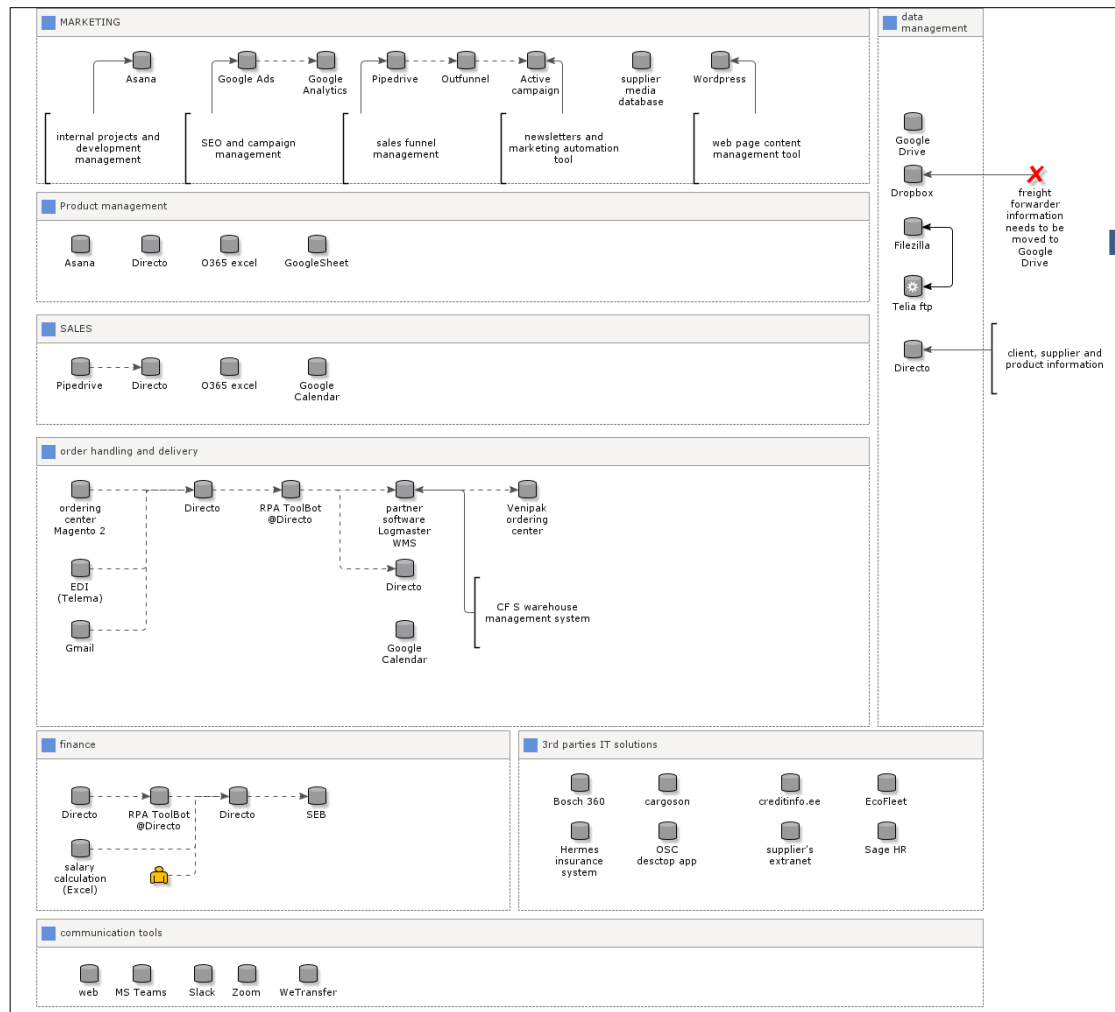 MARKETING
Asana
Google Ads
Google
Analytics
Pipedrive
Outfunnel
Active
campaign
supplier
media
database
Wordpress
internal projects and
development
management
SEO and campaign
management
sales funnel
management
newsletters and
marketing automation
tool
web page content
management tool
data
management
Google
Drive
Dropbox
freight
forwarder
information
needs to be
moved to
Google
Drive
Filezilla
Telia ftp
Directo
client, supplier and
product information
Product management
Asana
Directo
O365 excel
GoogleSheet
SALES
Pipedrive
Directo
O365 excel
Google
Calendar
order handling and delivery
ordering
center
Magento 2
Directo
RPA ToolBot
@Directo
partner
software
Logmaster
WMS
Venipak
ordering
center
EDI
(Telema)
Directo
CF S warehouse
management system
Gmail
Google
Calendar
finance
Directo
RPA ToolBot
@Directo
Directo
SEB
salary
calculation
(Excel)
3rd parties IT solutions
Bosch 360
cargoson
creditinfo.ee
EcoFleet
Hermes
insurance
system
OSC
desctop app
supplier's
extranet
Sage HR
communication tools
web
MS Teams
Slack
Zoom
WeTransfer